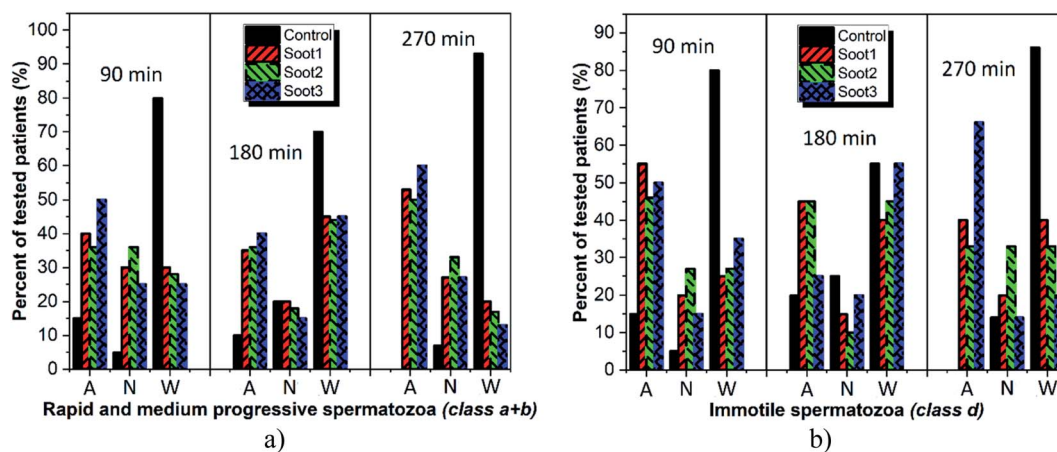 100
90
80
70
60
50
40
30
20
10
0
Percent of tested patients (%)
90 min
180 min
270 min
Control
Soot1
Soot2
Soot3
A N W A N W A N W
Rapid and medium progressive spermatozoa (class a+b)
a)
90
80
70
60
50
40
30
20
10
0
Percent of tested patients (%)
90 min
180 min
270 min
Control
Soot1
Soot2
Soot3
A N W A N W A N W
Immotile spermatozoa (class d)
b)